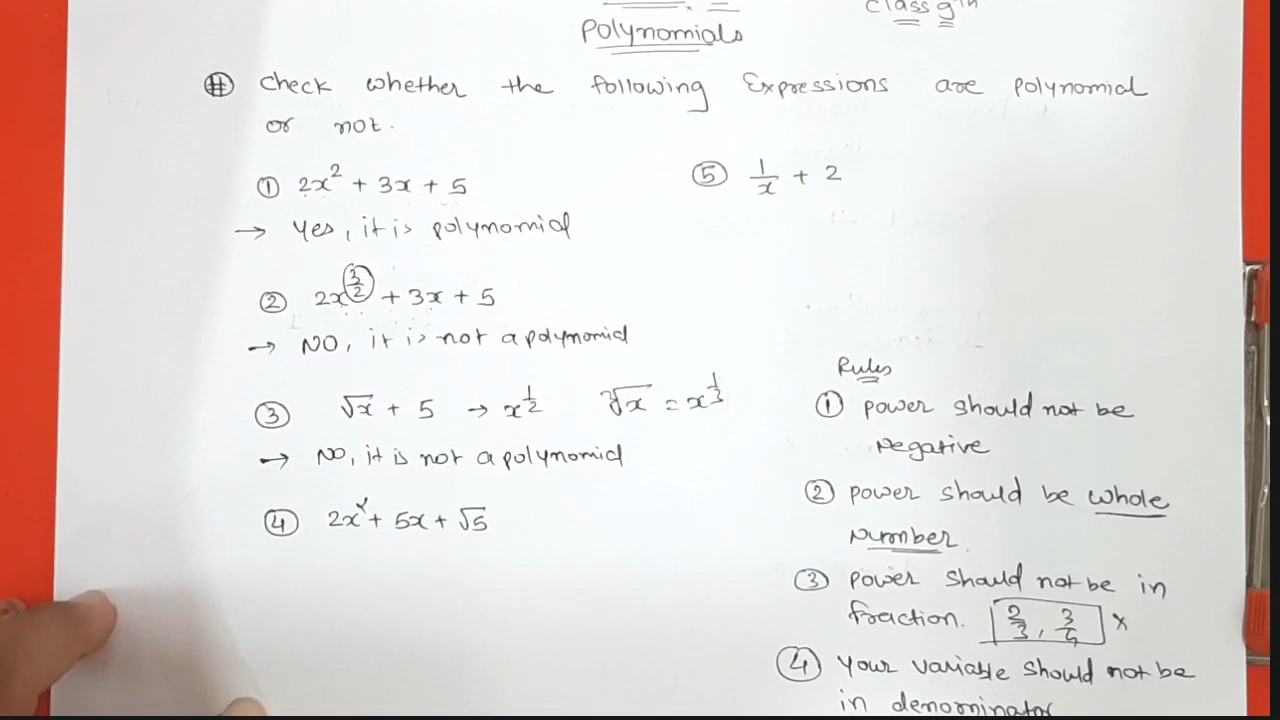 class 9th
Polynomials
# Check whether the following Expressions are polynomial
or not.
① 2x² + 3x + 5
→ Yes, it is polynomial
② 2x^(3/2) + 3x + 5
→ NO, it is not a polynomial
③ √x + 5 → x^(1/2) ∛x = x^(1/3)
→ NO, it is not a polynomial
④ 2x² + 5x + √5
⑤ 1/x + 2
Rules
① power should not be
Negative
② power should be whole
Number.
③ power should not be in
fraction. 2/3, 3/4 ×
④ your variable should not be
in denominator